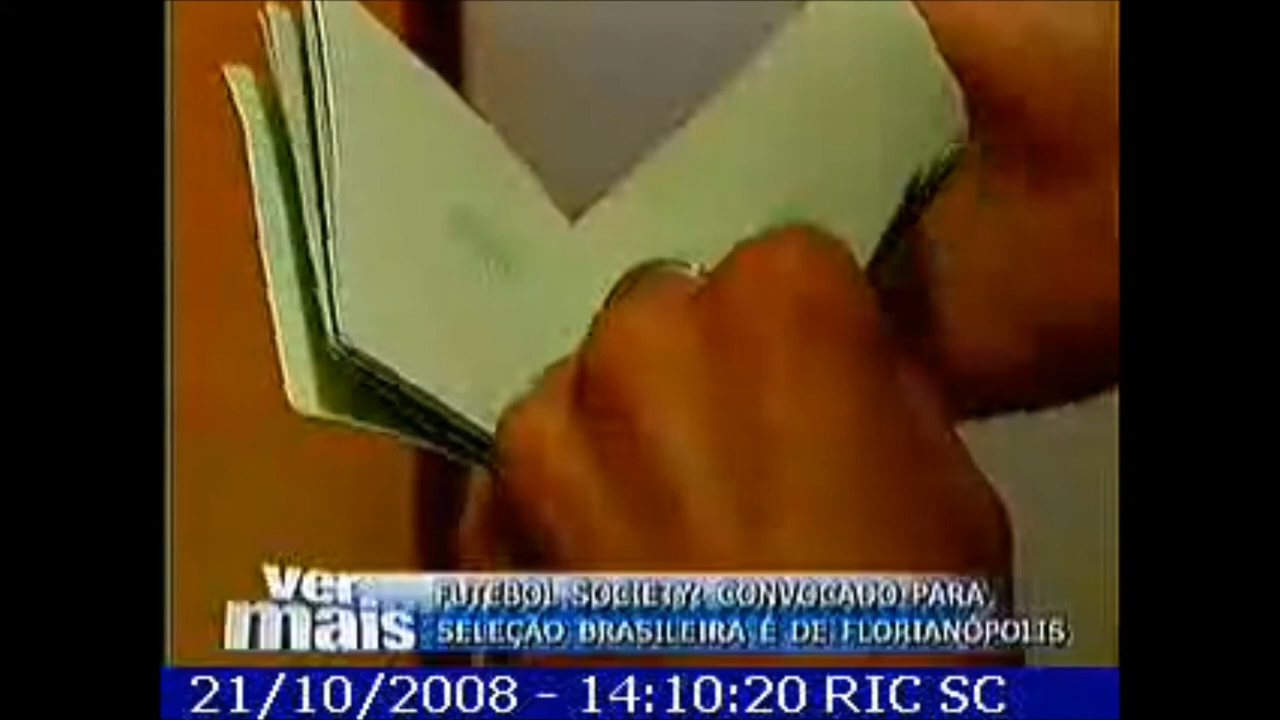 ver
mais
FUTEBOL SOCIETY: CONVOCADO PARA
SELEÇÃO BRASILEIRA É DE FLORIANÓPOLIS
21/10/2008 - 14:10:20 RIC SC